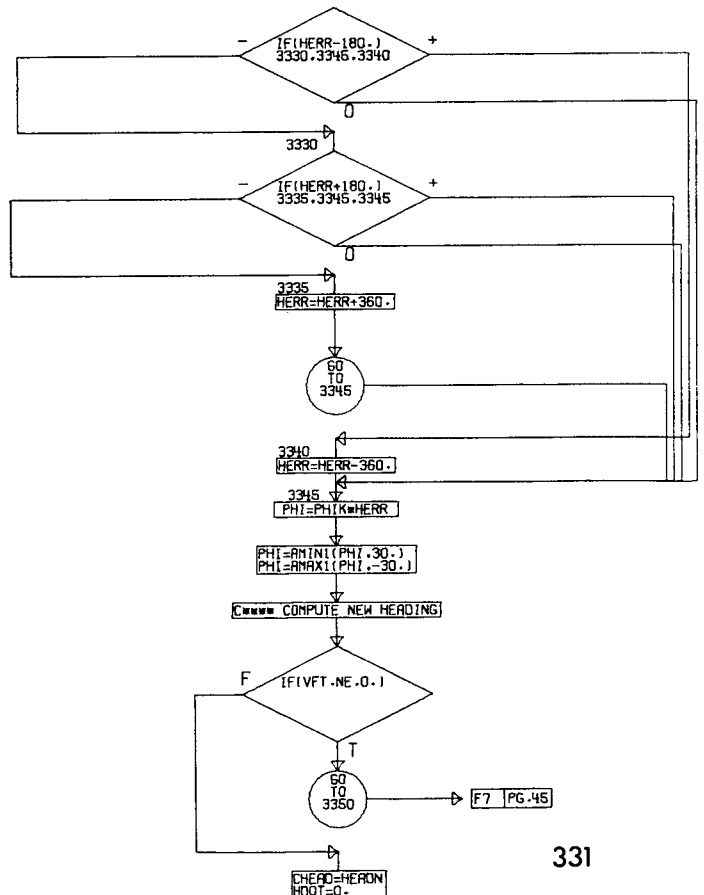 IF(HERR-180.)
3330,3345,3340
-
+
0
3330
IF(HERR+180.)
3335,3345,3345
-
+
0
3335
HERR=HERR+360.
GO
TO
3345
3340
HERR=HERR-360.
3345
PHI=PHIK*HERR
PHI=AMIN1(PHI,30.)
PHI=AMAX1(PHI,-30.)
C**** COMPUTE NEW HEADING
F
IF(VFT.NE.0.)
T
GO
TO
3350
F7 PG.45
331
CHEAD=HEADN
HDOT=0.